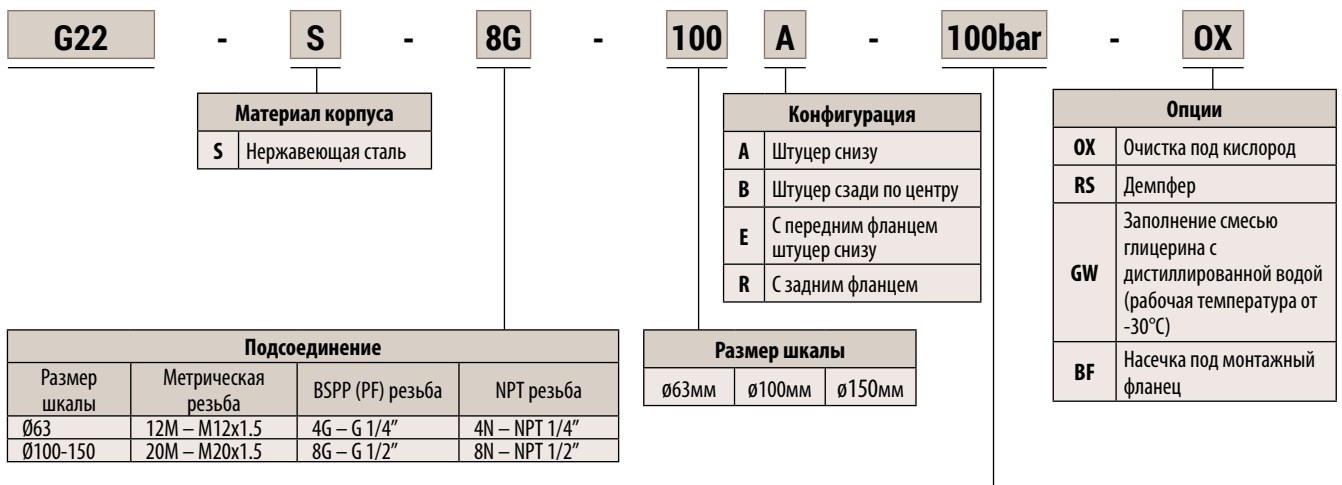 G22 - S - 8G - 100 A - 100bar - OX
Материал корпуса
S Нержавеющая сталь
Конфигурация
A Штуцер снизу
B Штуцер сзади по центру
E С передним фланцем
штуцер снизу
R С задним фланцем
Опции
OX Очистка под кислород
RS Демпфер
GW Заполнение смесью
глицерина с
дистиллированной водой
(рабочая температура от
-30°C)
BF Насечка под монтажный
фланец
Подсоединение
Размер
шкалы
Метрическая
резьба
BSPP (PF) резьба
NPT резьба
Ø63 12M – M12x1.5 4G – G 1/4” 4N – NPT 1/4”
Ø100-150 20M – M20x1.5 8G – G 1/2” 8N – NPT 1/2”
Размер шкалы
ø63мм ø100мм ø150мм